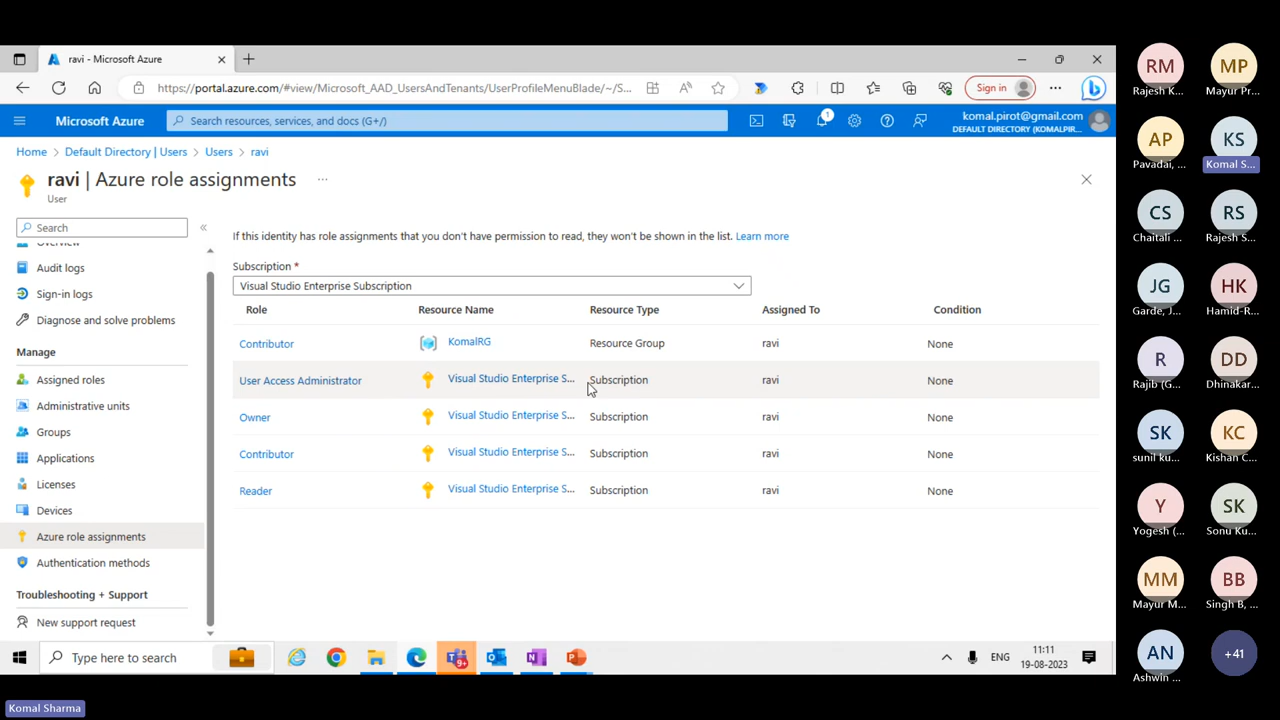 ravi - Microsoft Azure
https://portal.azure.com/#view/Microsoft_AAD_UsersAndTenants/UserProfileMenuBlade/~/S...
Sign in
Microsoft Azure
Search resources, services, and docs (G+/)
1
komal.pirot@gmail.com
DEFAULT DIRECTORY (KOMALPIR...
Home > Default Directory | Users > Users > ravi
ravi | Azure role assignments ...
User
Search
«
Overview
Audit logs
Sign-in logs
Diagnose and solve problems
Manage
Assigned roles
Administrative units
Groups
Applications
Licenses
Devices
Azure role assignments
Authentication methods
Troubleshooting + Support
New support request
If this identity has role assignments that you don't have permission to read, they won't be shown in the list. Learn more
Subscription *
Visual Studio Enterprise Subscription
Role Resource Name Resource Type Assigned To Condition
Contributor KomalRG Resource Group ravi None
User Access Administrator Visual Studio Enterprise S... Subscription ravi None
Owner Visual Studio Enterprise S... Subscription ravi None
Contributor Visual Studio Enterprise S... Subscription ravi None
Reader Visual Studio Enterprise S... Subscription ravi None
Type here to search
9+
ENG
11:11
19-08-2023
Komal Sharma
RM MP
Rajesh K... Mayur Pr...
AP KS
Pavadai, ... Komal S...
CS RS
Chaitali ... Rajesh S...
JG HK
Garde, J... Hamid-R...
R DD
Rajib (G... Dhinakar...
SK KC
sunil ku... Kishan C...
Y SK
Yogesh (... Sonu Ku...
MM BB
Mayur M... Singh B, ...
AN +41
Ashwin ...